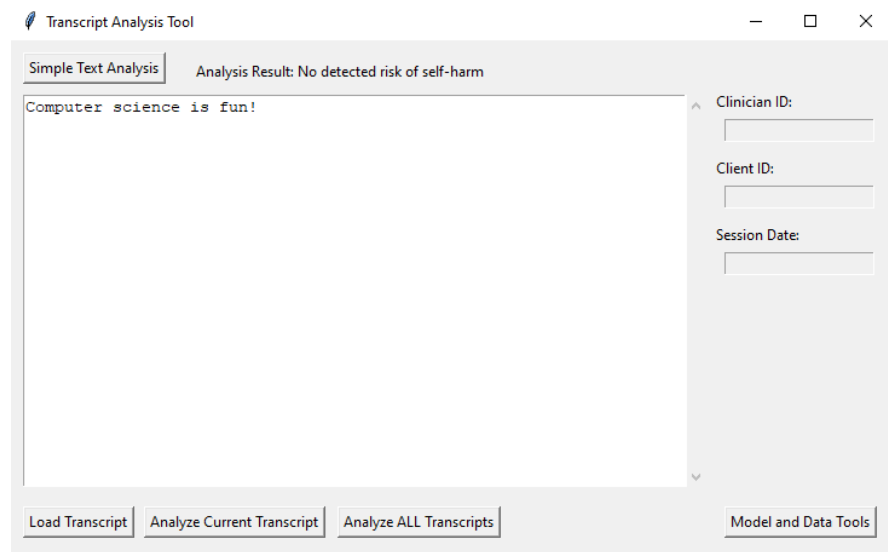 Transcript Analysis Tool
Simple Text Analysis
Analysis Result: No detected risk of self-harm
Computer science is fun!
Clinician ID:
Client ID:
Session Date:
Load Transcript
Analyze Current Transcript
Analyze ALL Transcripts
Model and Data Tools